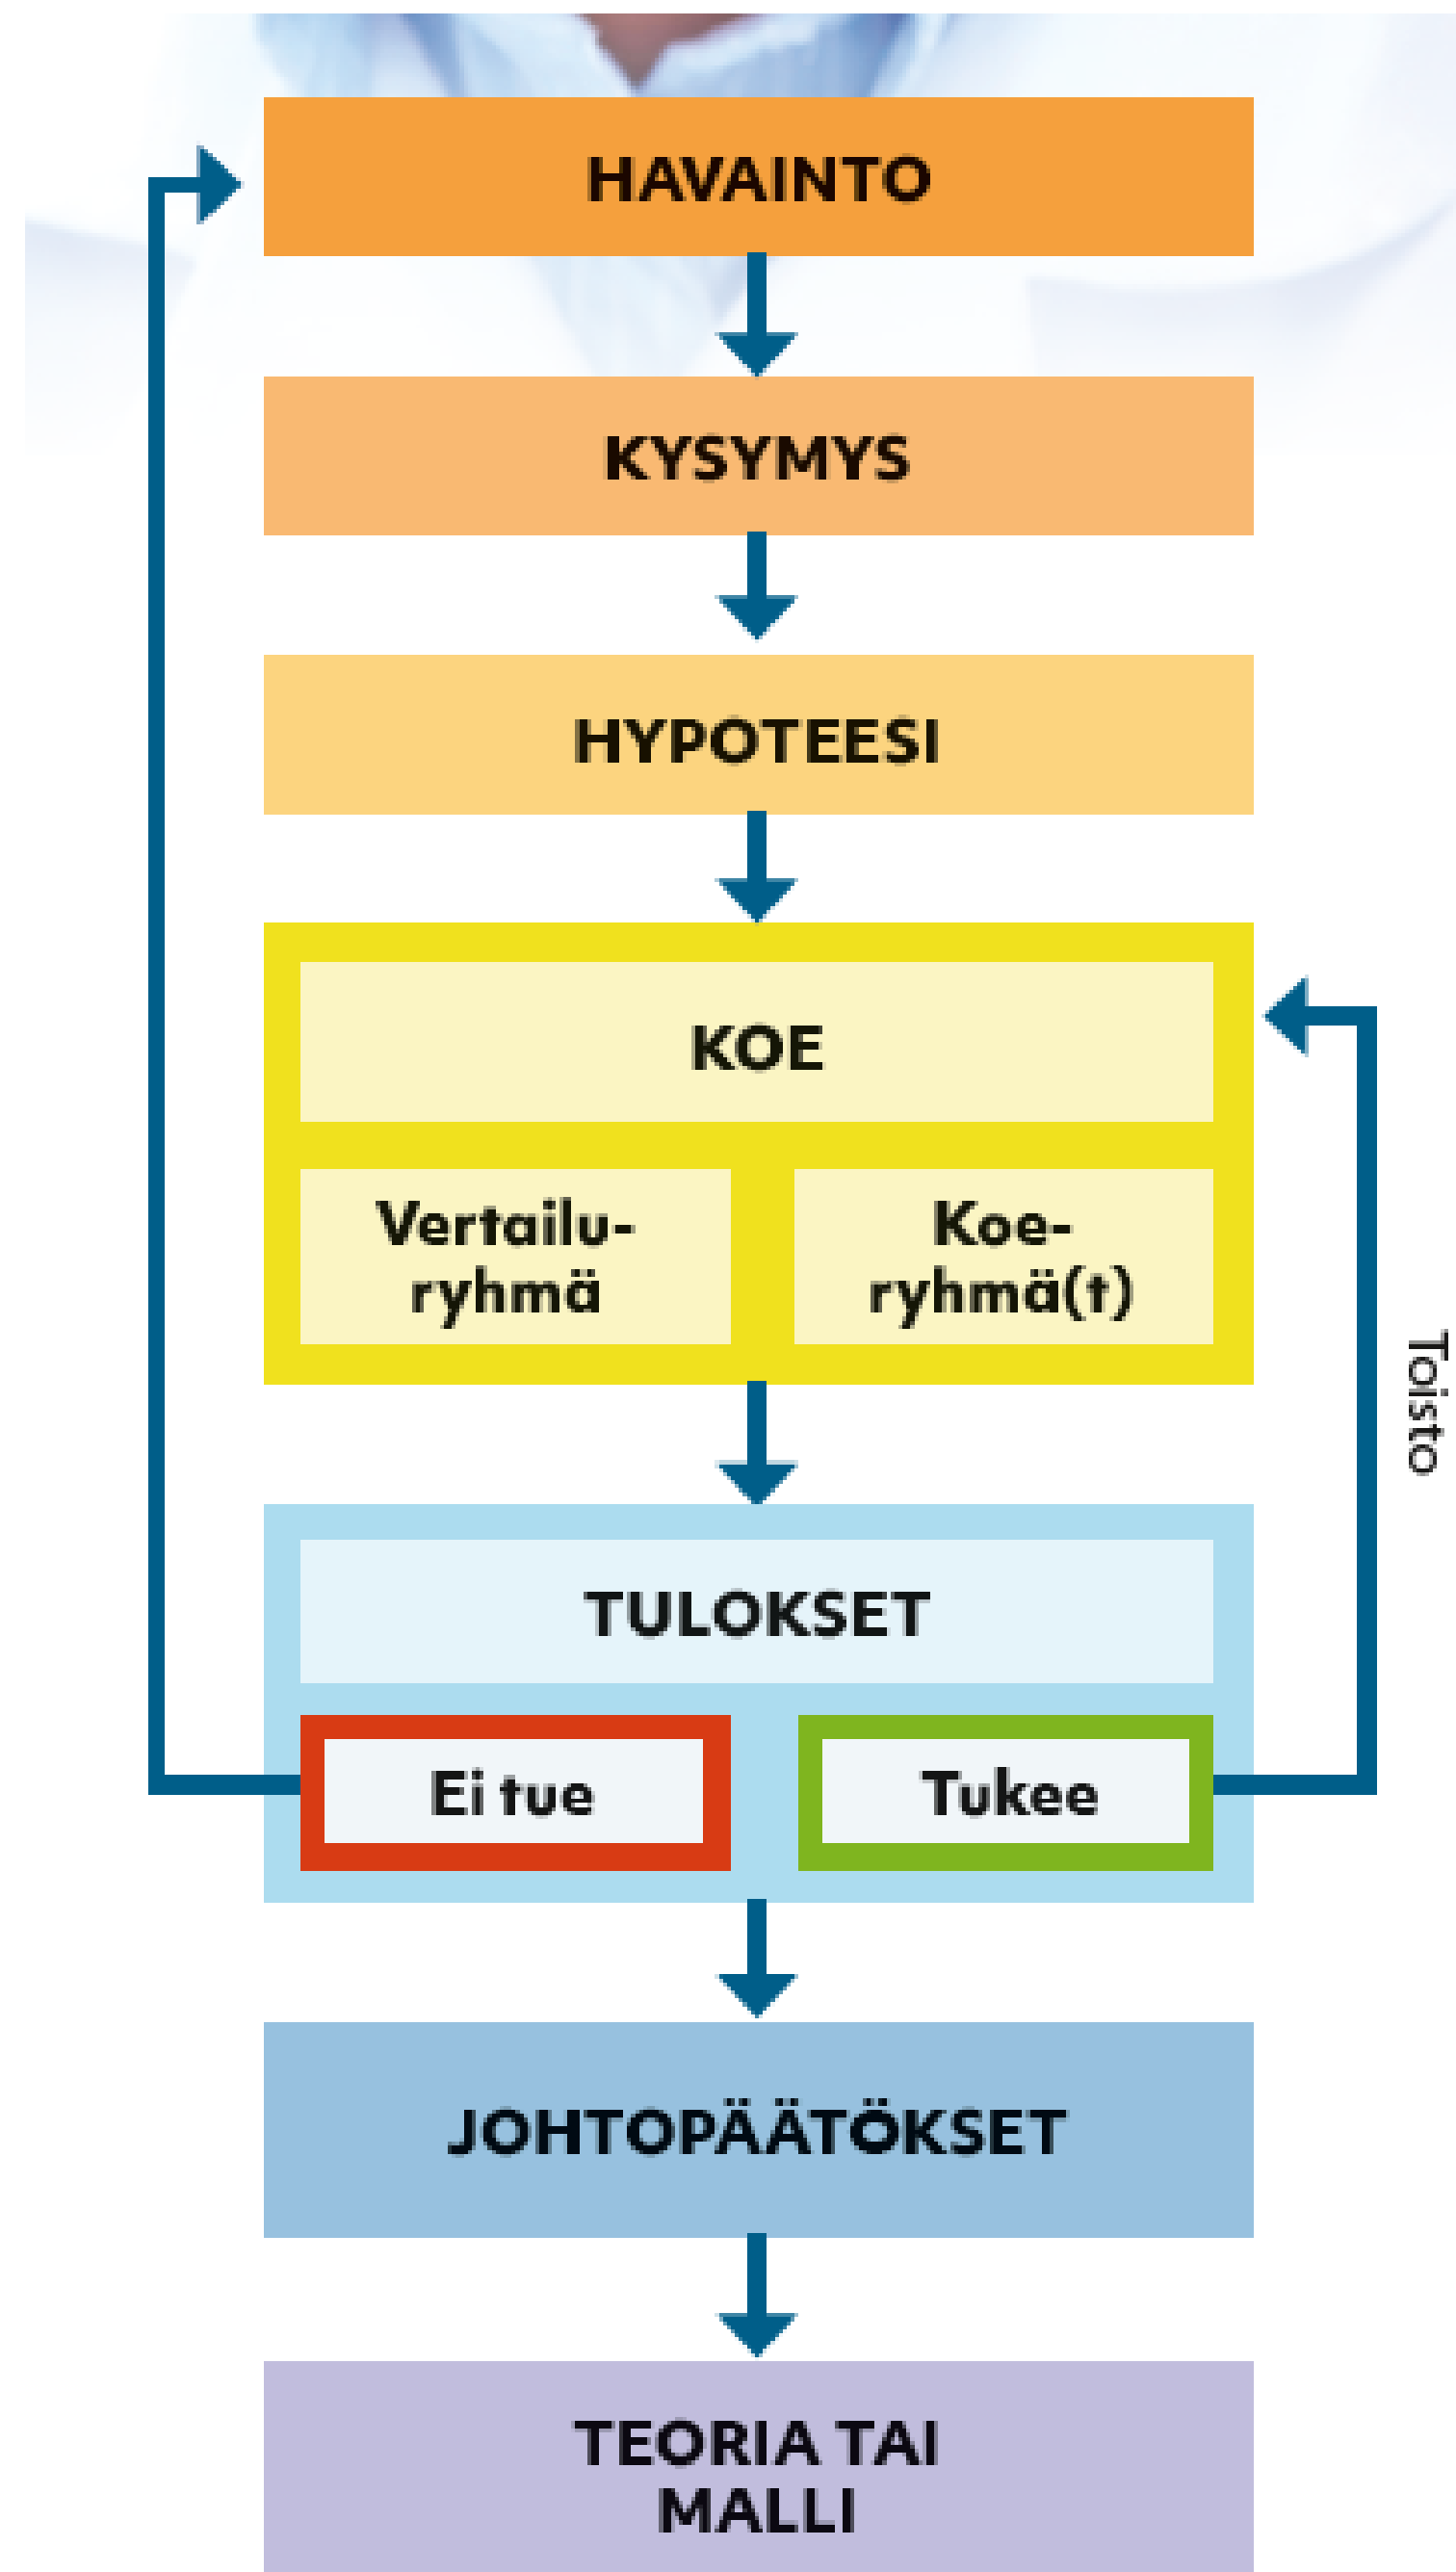 HAVAINTO
KYSYMYS
HYPOTEESI
KOE
Vertailu-
ryhmä
Koe-
ryhmä(t)
Toisto
TULOKSET
Ei tue
Tukee
JOHTOPÄÄTÖKSET
TEORIA TAI
MALLI